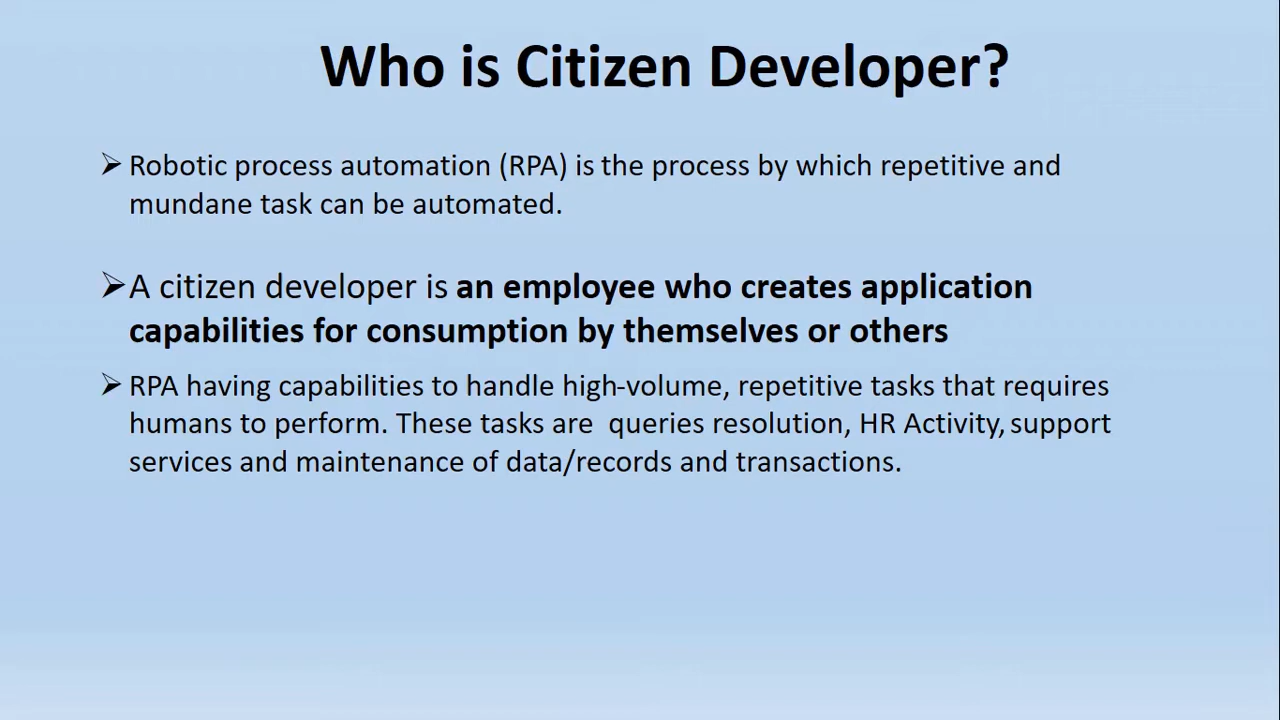 Who is Citizen Developer?
➢ Robotic process automation (RPA) is the process by which repetitive and
mundane task can be automated.
➢ A citizen developer is an employee who creates application
capabilities for consumption by themselves or others
➢ RPA having capabilities to handle high-volume, repetitive tasks that requires
humans to perform. These tasks are  queries resolution, HR Activity, support
services and maintenance of data/records and transactions.